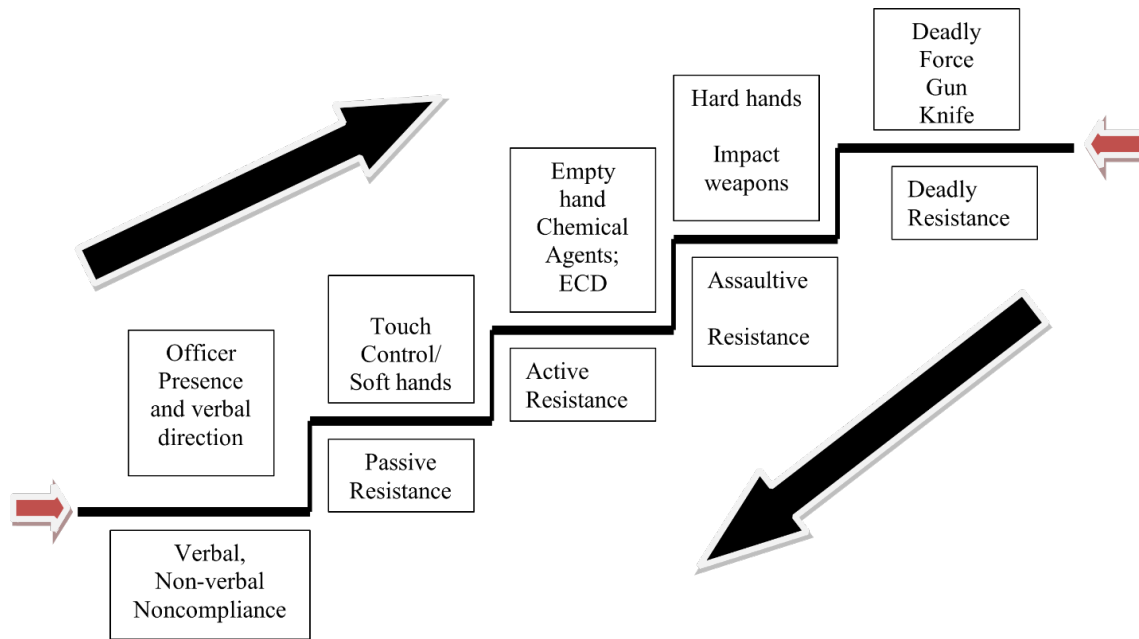 Officer
Presence
and verbal
direction
Verbal,
Non-verbal
Noncompliance
Touch
Control/
Soft hands
Passive
Resistance
Empty
hand
Chemical
Agents;
ECD
Active
Resistance
Hard hands
Impact
weapons
Assaultive
Resistance
Deadly
Force
Gun
Knife
Deadly
Resistance